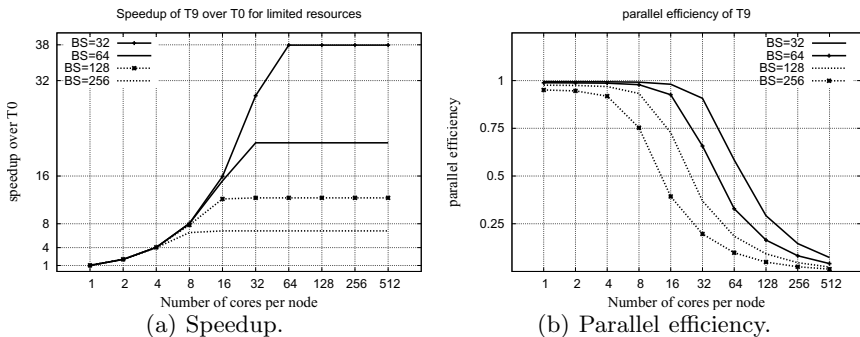 Speedup of T9 over T0 for limited resources
BS=32
BS=64
BS=128
BS=256
38
32
16
8
4
1
speedup over T0
1 2 4 8 16 32 64 128 256 512
Number of cores per node
(a) Speedup.
parallel efficiency of T9
BS=32
BS=64
BS=128
BS=256
1
0.75
0.5
0.25
parallel efficiency
1 2 4 8 16 32 64 128 256 512
Number of cores per node
(b) Parallel efficiency.